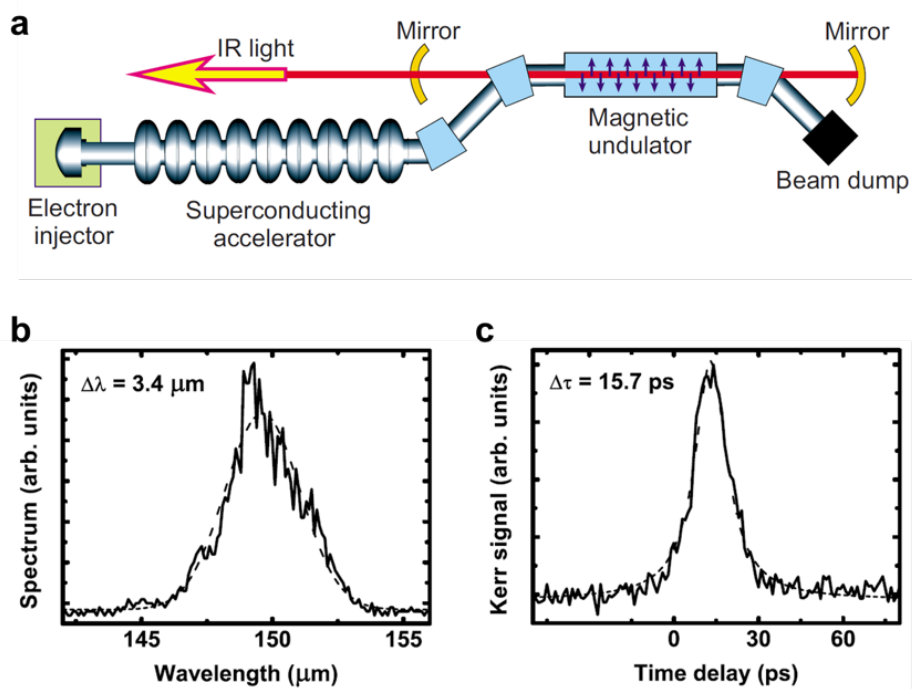 a
IR light
Mirror
Mirror
Magnetic
undulator
Beam dump
Electron
injector
Superconducting
accelerator
b
Δλ = 3.4 μm
Spectrum (arb. units)
145
150
155
Wavelength (μm)
c
Δτ = 15.7 ps
Kerr signal (arb. units)
0
30
60
Time delay (ps)